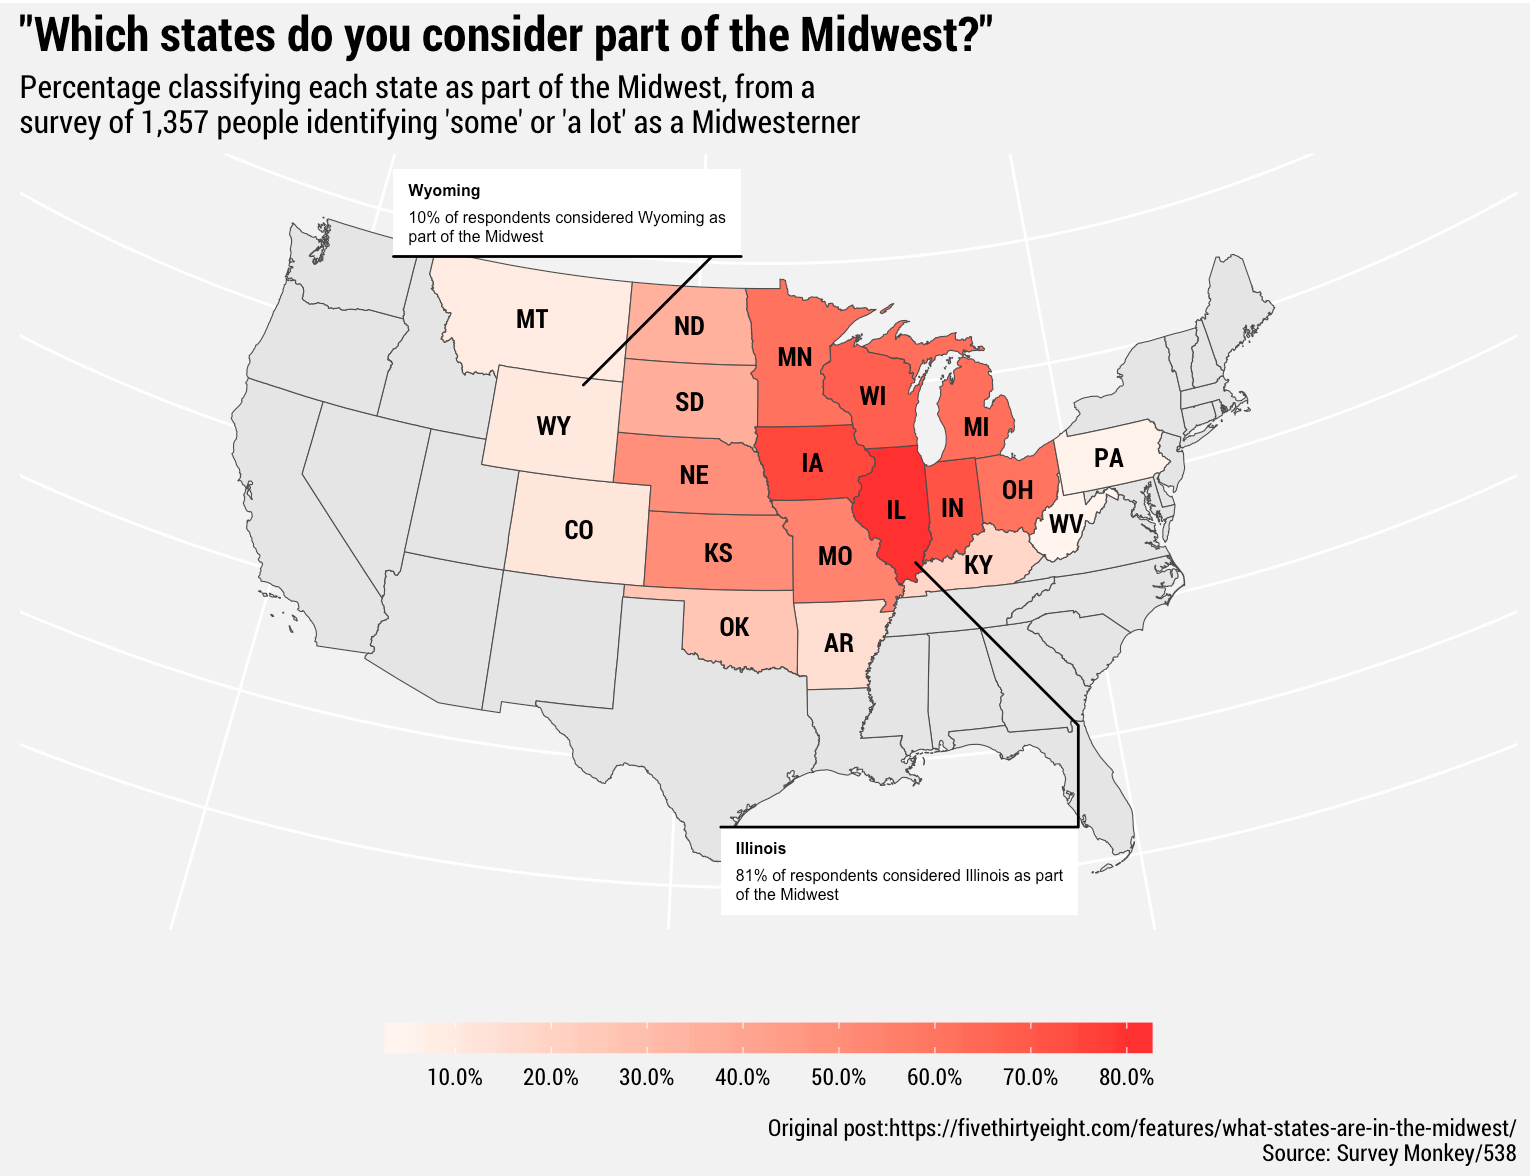 "Which states do you consider part of the Midwest?"
Percentage classifying each state as part of the Midwest, from a
survey of 1,357 people identifying 'some' or 'a lot' as a Midwesterner
Wyoming
10% of respondents considered Wyoming as
part of the Midwest
MT
ND
MN
WI
SD
MI
WY
PA
IA
NE
OH
IN
IL
WV
CO
KS
MO
KY
OK
AR
Illinois
81% of respondents considered Illinois as part
of the Midwest
10.0% 20.0% 30.0% 40.0% 50.0% 60.0% 70.0% 80.0%
Original post:https://fivethirtyeight.com/features/what-states-are-in-the-midwest/
Source: Survey Monkey/538